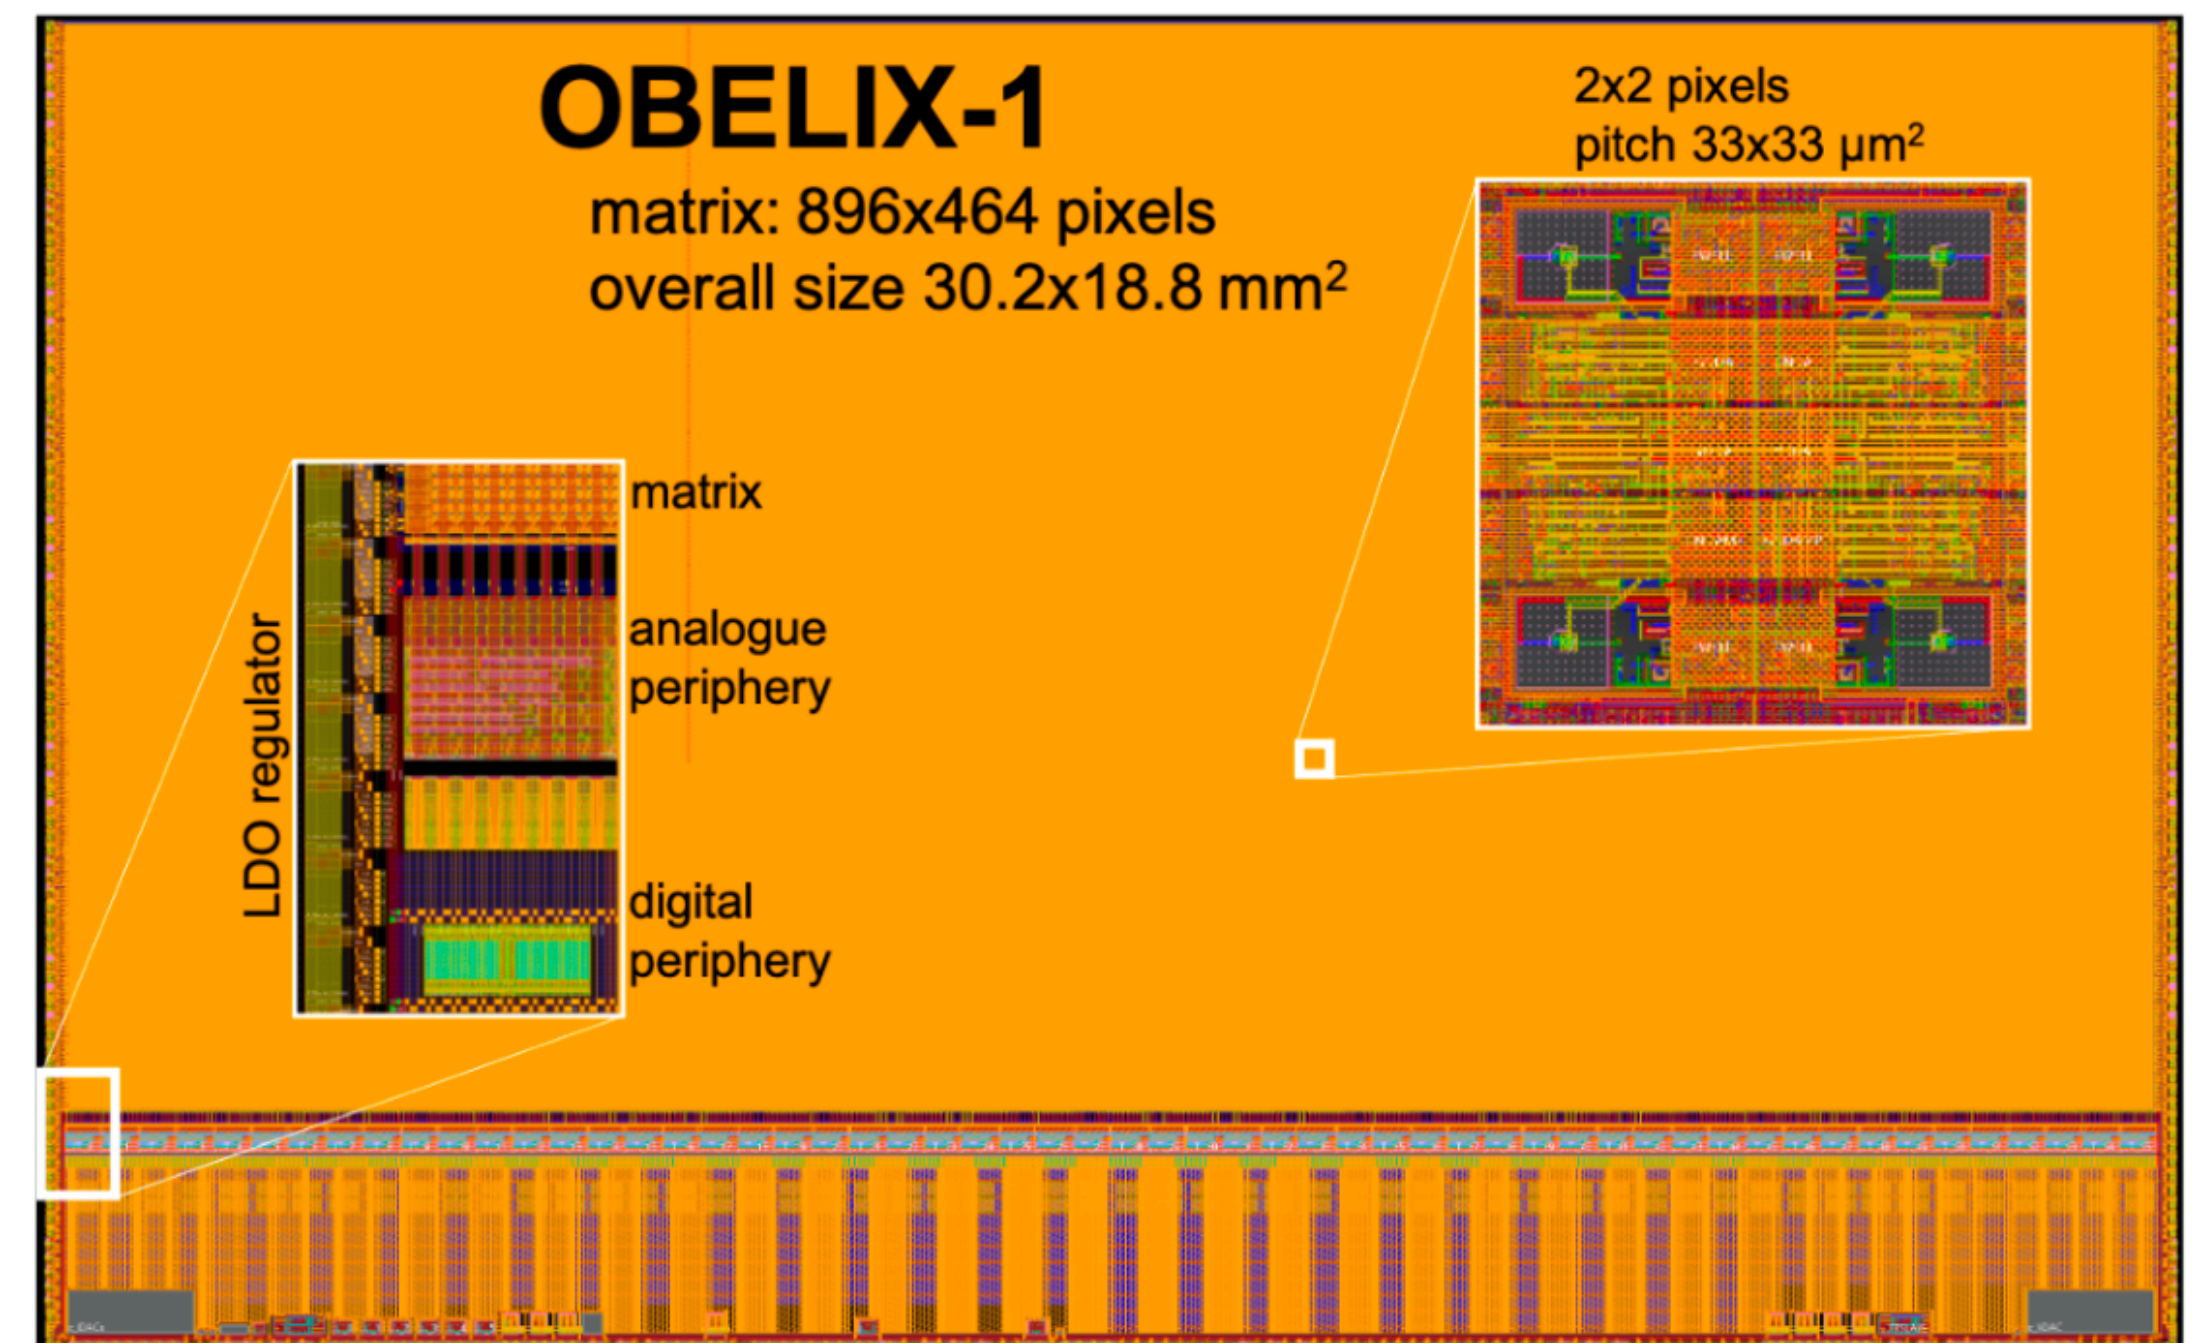 OBELIX-1
matrix: 896x464 pixels
overall size 30.2x18.8 mm²
2x2 pixels
pitch 33x33 µm²
LDO regulator
matrix
analogue
periphery
digital
periphery